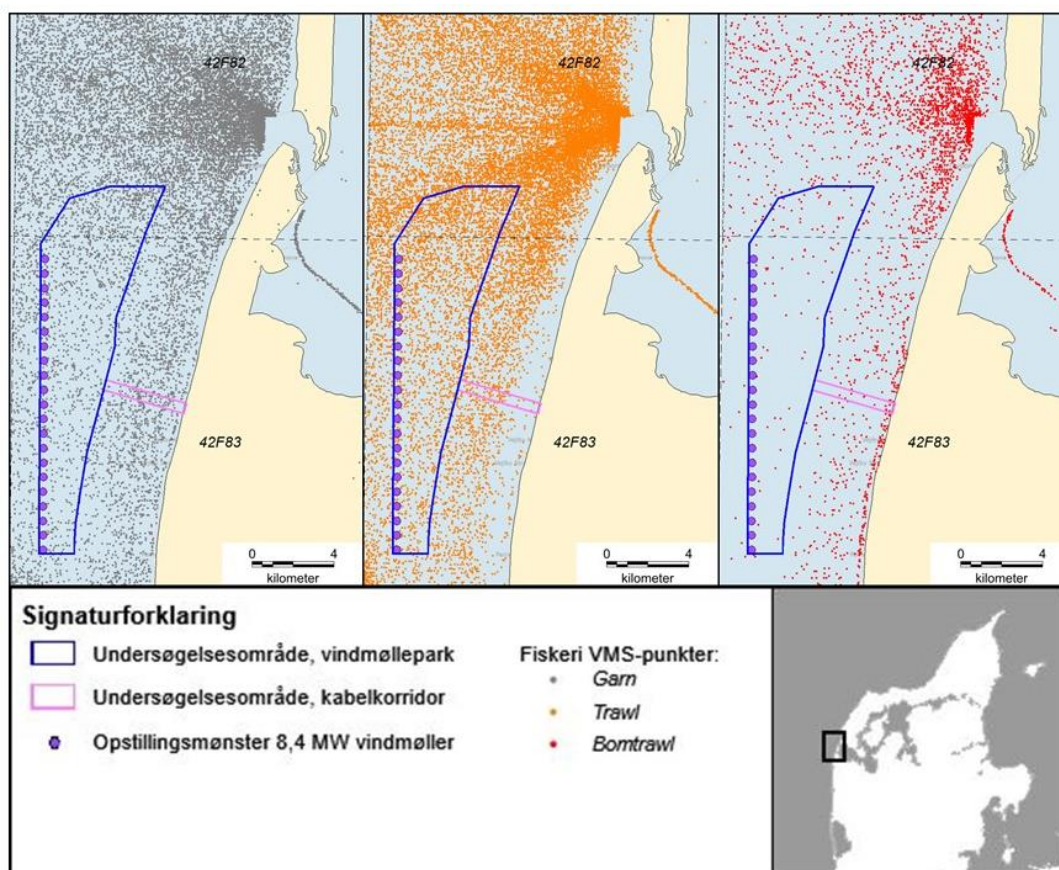 42F82
42F82
42F82
42F83
42F83
42F83
0 4
kilometer
0 4
kilometer
0 4
kilometer
Signaturforklaring
Undersøgelsesområde, vindmøllepark
Undersøgelsesområde, kabelkorridor
Opstillingsmønster 8,4 MW vindmøller
Fiskeri VMS-punkter:
Garn
Trawl
Bomtrawl